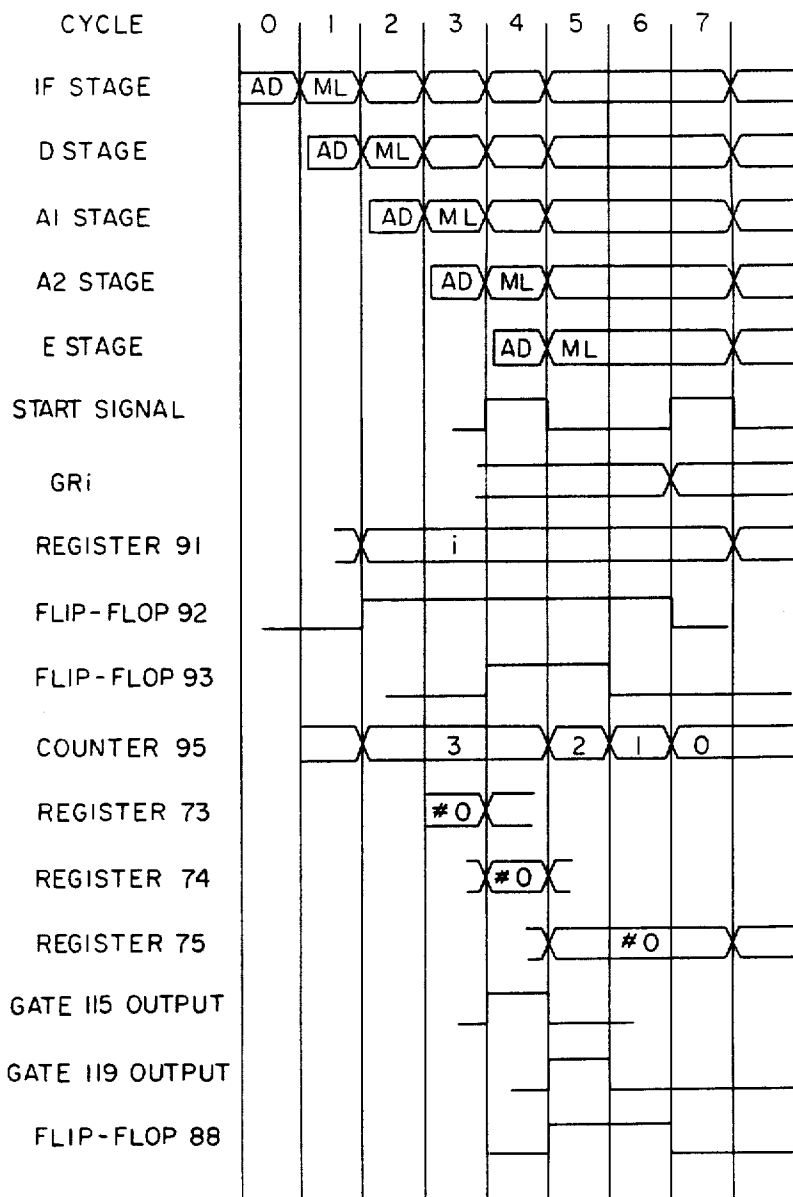 CYCLE 0 1 2 3 4 5 6 7
IF STAGE AD ML
D STAGE AD ML
A1 STAGE AD ML
A2 STAGE AD ML
E STAGE AD ML
START SIGNAL
GRi
REGISTER 91 i
FLIP-FLOP 92
FLIP-FLOP 93
COUNTER 95 3 2 1 0
REGISTER 73 #0
REGISTER 74 #0
REGISTER 75 #0
GATE 115 OUTPUT
GATE 119 OUTPUT
FLIP-FLOP 88